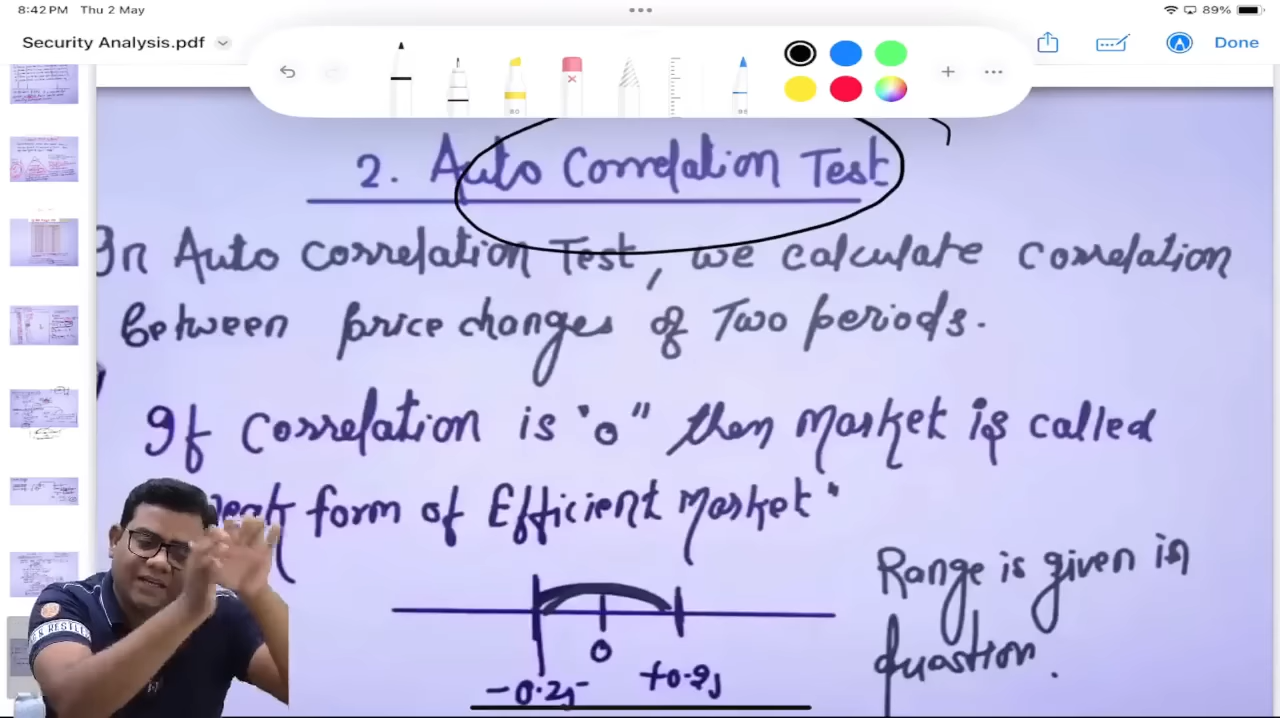 8:42 PM Thu 2 May
89%
Security Analysis.pdf
Done
2. Auto Correlation Test
In Auto correlation Test, we calculate correlation
Between price changes of Two periods.
If Correlation is "0" then Market is called
form of Efficient Market"
Range is given in
question.
0
-0.25